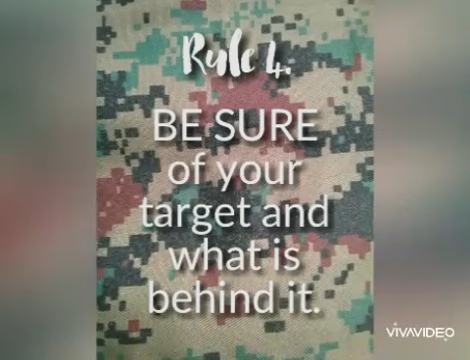 Rule 4.
BE SURE
of your
target and
what is
behind it.
VIVAVIDEO